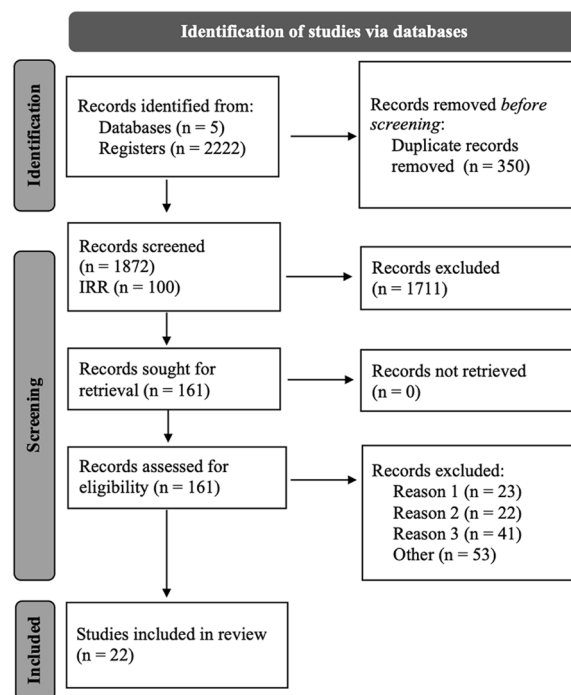 Identification of studies via databases
Identification
Records identified from:
Databases (n = 5)
Registers (n = 2222)
Records removed before
screening:
Duplicate records
removed (n = 350)
Screening
Records screened
(n = 1872)
IRR (n = 100)
Records excluded
(n = 1711)
Records sought for
retrieval (n = 161)
Records not retrieved
(n = 0)
Records assessed for
eligibility (n = 161)
Records excluded:
Reason 1 (n = 23)
Reason 2 (n = 22)
Reason 3 (n = 41)
Other (n = 53)
Included
Studies included in review
(n = 22)